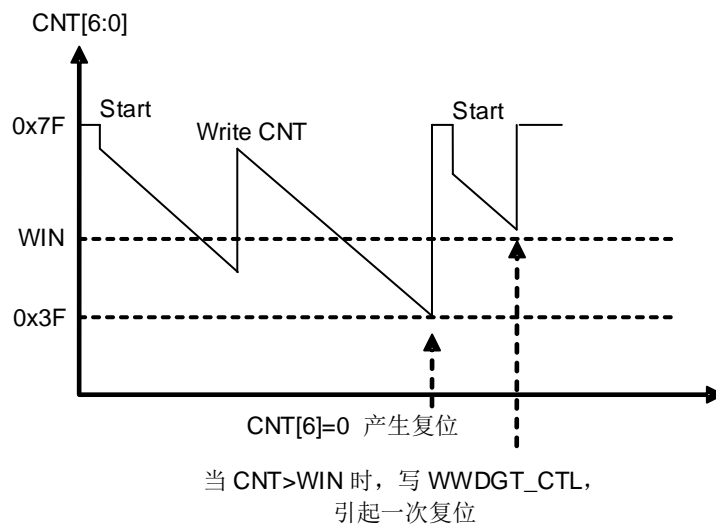 CNT[6:0]
Start
Start
0x7F
Write CNT
WIN
0x3F
CNT[6]=0 产生复位
当 CNT>WIN 时，写 WWDGT_CTL，
引起一次复位